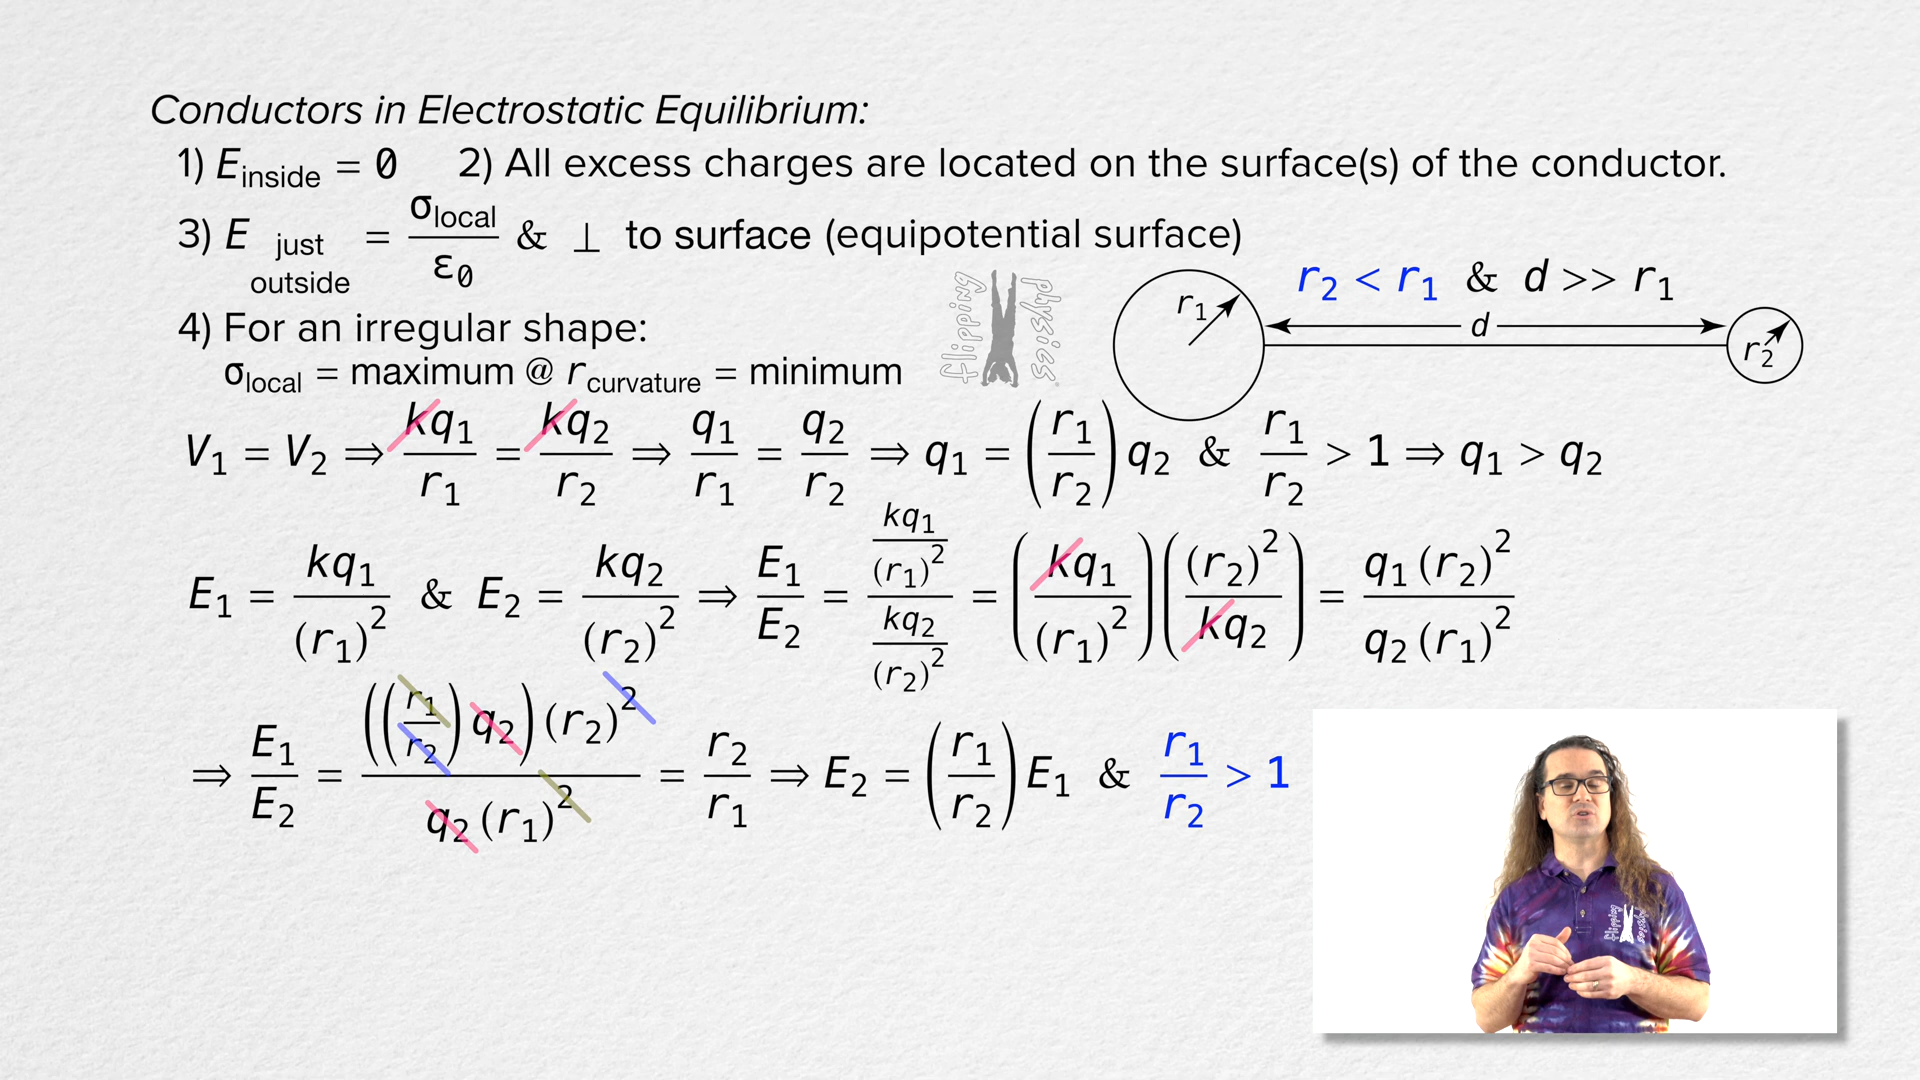 Conductors in Electrostatic Equilibrium:
1) E_inside = 0 2) All excess charges are located on the surface(s) of the conductor.
3) E_just outside = σ_local / ε₀ & ⊥ to surface (equipotential surface)
r₂ < r₁ & d >> r₁
r₁ d r₂
flipping physics
4) For an irregular shape:
σ_local = maximum @ r_curvature = minimum
V₁ = V₂ ⇒ kq₁/r₁ = kq₂/r₂ ⇒ q₁/r₁ = q₂/r₂ ⇒ q₁ = (r₁/r₂) q₂ & r₁/r₂ > 1 ⇒ q₁ > q₂
E₁ = kq₁/(r₁)² & E₂ = kq₂/(r₂)² ⇒ E₁/E₂ = (kq₁/(r₁)²)/(kq₂/(r₂)²) = (kq₁/(r₁)²)((r₂)²/kq₂) = q₁(r₂)²/q₂(r₁)²
⇒ E₁/E₂ = ((r₁/r₂)q₂)(r₂)²/q₂(r₁)² = r₂/r₁ ⇒ E₂ = (r₁/r₂) E₁ & r₁/r₂ > 1
flipping physics